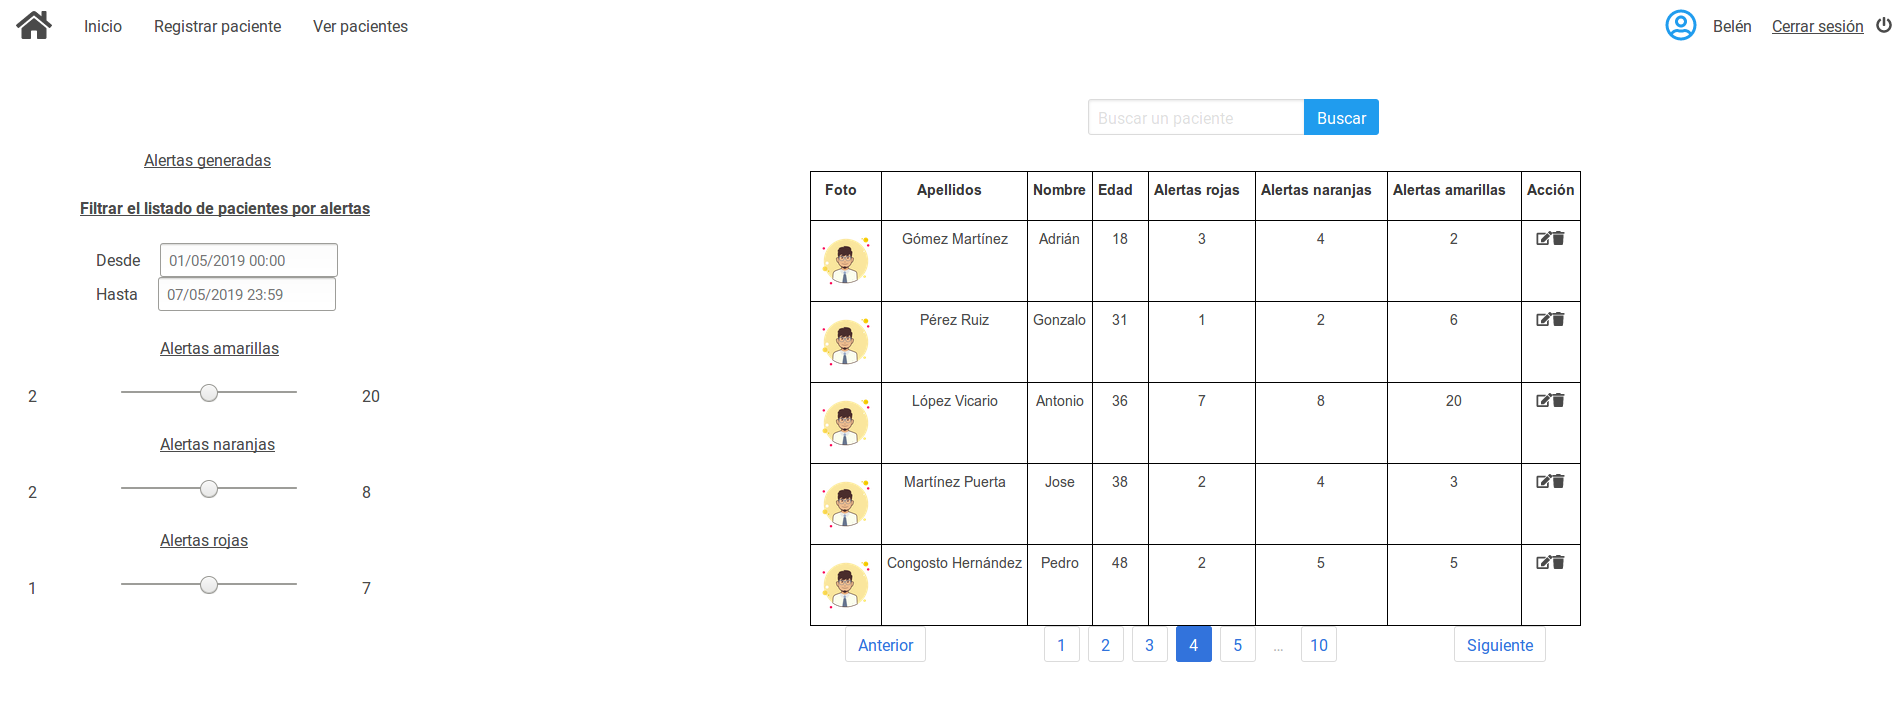 Inicio Registrar paciente Ver pacientes Belén Cerrar sesión
Buscar un paciente Buscar
Alertas generadas
Filtrar el listado de pacientes por alertas
Desde 01/05/2019 00:00
Hasta 07/05/2019 23:59
Alertas amarillas
2 20
Alertas naranjas
2 8
Alertas rojas
1 7
Foto Apellidos Nombre Edad Alertas rojas Alertas naranjas Alertas amarillas Acción
Gómez Martínez Adrián 18 3 4 2
Pérez Ruiz Gonzalo 31 1 2 6
López Vicario Antonio 36 7 8 20
Martínez Puerta Jose 38 2 4 3
Congosto Hernández Pedro 48 2 5 5
Anterior 1 2 3 4 5 ... 10 Siguiente